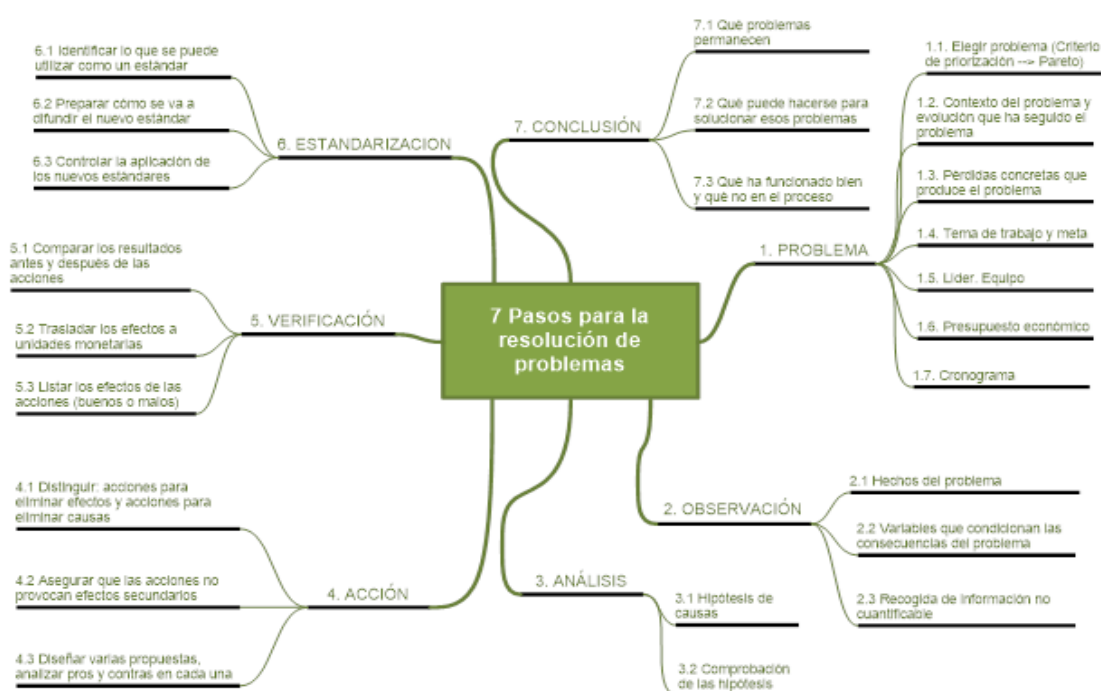 7 Pasos para la
resolución de
problemas
1. PROBLEMA
1.1. Elegir problema (Criterio
de priorización --> Pareto)
1.2. Contexto del problema y
evolución que ha seguido el
problema
1.3. Pérdidas concretas que
produce el problema
1.4. Tema de trabajo y meta
1.5. Lider. Equipo
1.6. Presupuesto económico
1.7. Cronograma
2. OBSERVACIÓN
2.1 Hechos del problema
2.2 Variables que condicionan las
consecuencias del problema
2.3 Recogida de información no
cuantificable
3. ANÁLISIS
3.1 Hipótesis de
causas
3.2 Comprobación
de las hipótesis
4. ACCIÓN
4.1 Distinguir: acciones para
eliminar efectos y acciones para
eliminar causas
4.2 Asegurar que las acciones no
provocan efectos secundarios
4.3 Diseñar varias propuestas,
analizar pros y contras en cada una
5. VERIFICACIÓN
5.1 Comparar los resultados
antes y después de las
acciones
5.2 Trasladar los efectos a
unidades monetarias
5.3 Listar los efectos de las
acciones (buenos o malos)
6. ESTANDARIZACION
6.1 Identificar lo que se puede
utilizar como un estándar
6.2 Preparar cómo se va a
difundir el nuevo estándar
6.3 Controlar la aplicación de
los nuevos estándares
7. CONCLUSIÓN
7.1 Qué problemas
permanecen
7.2 Qué puede hacerse para
solucionar esos problemas
7.3 Qué ha funcionado bien
y qué no en el proceso